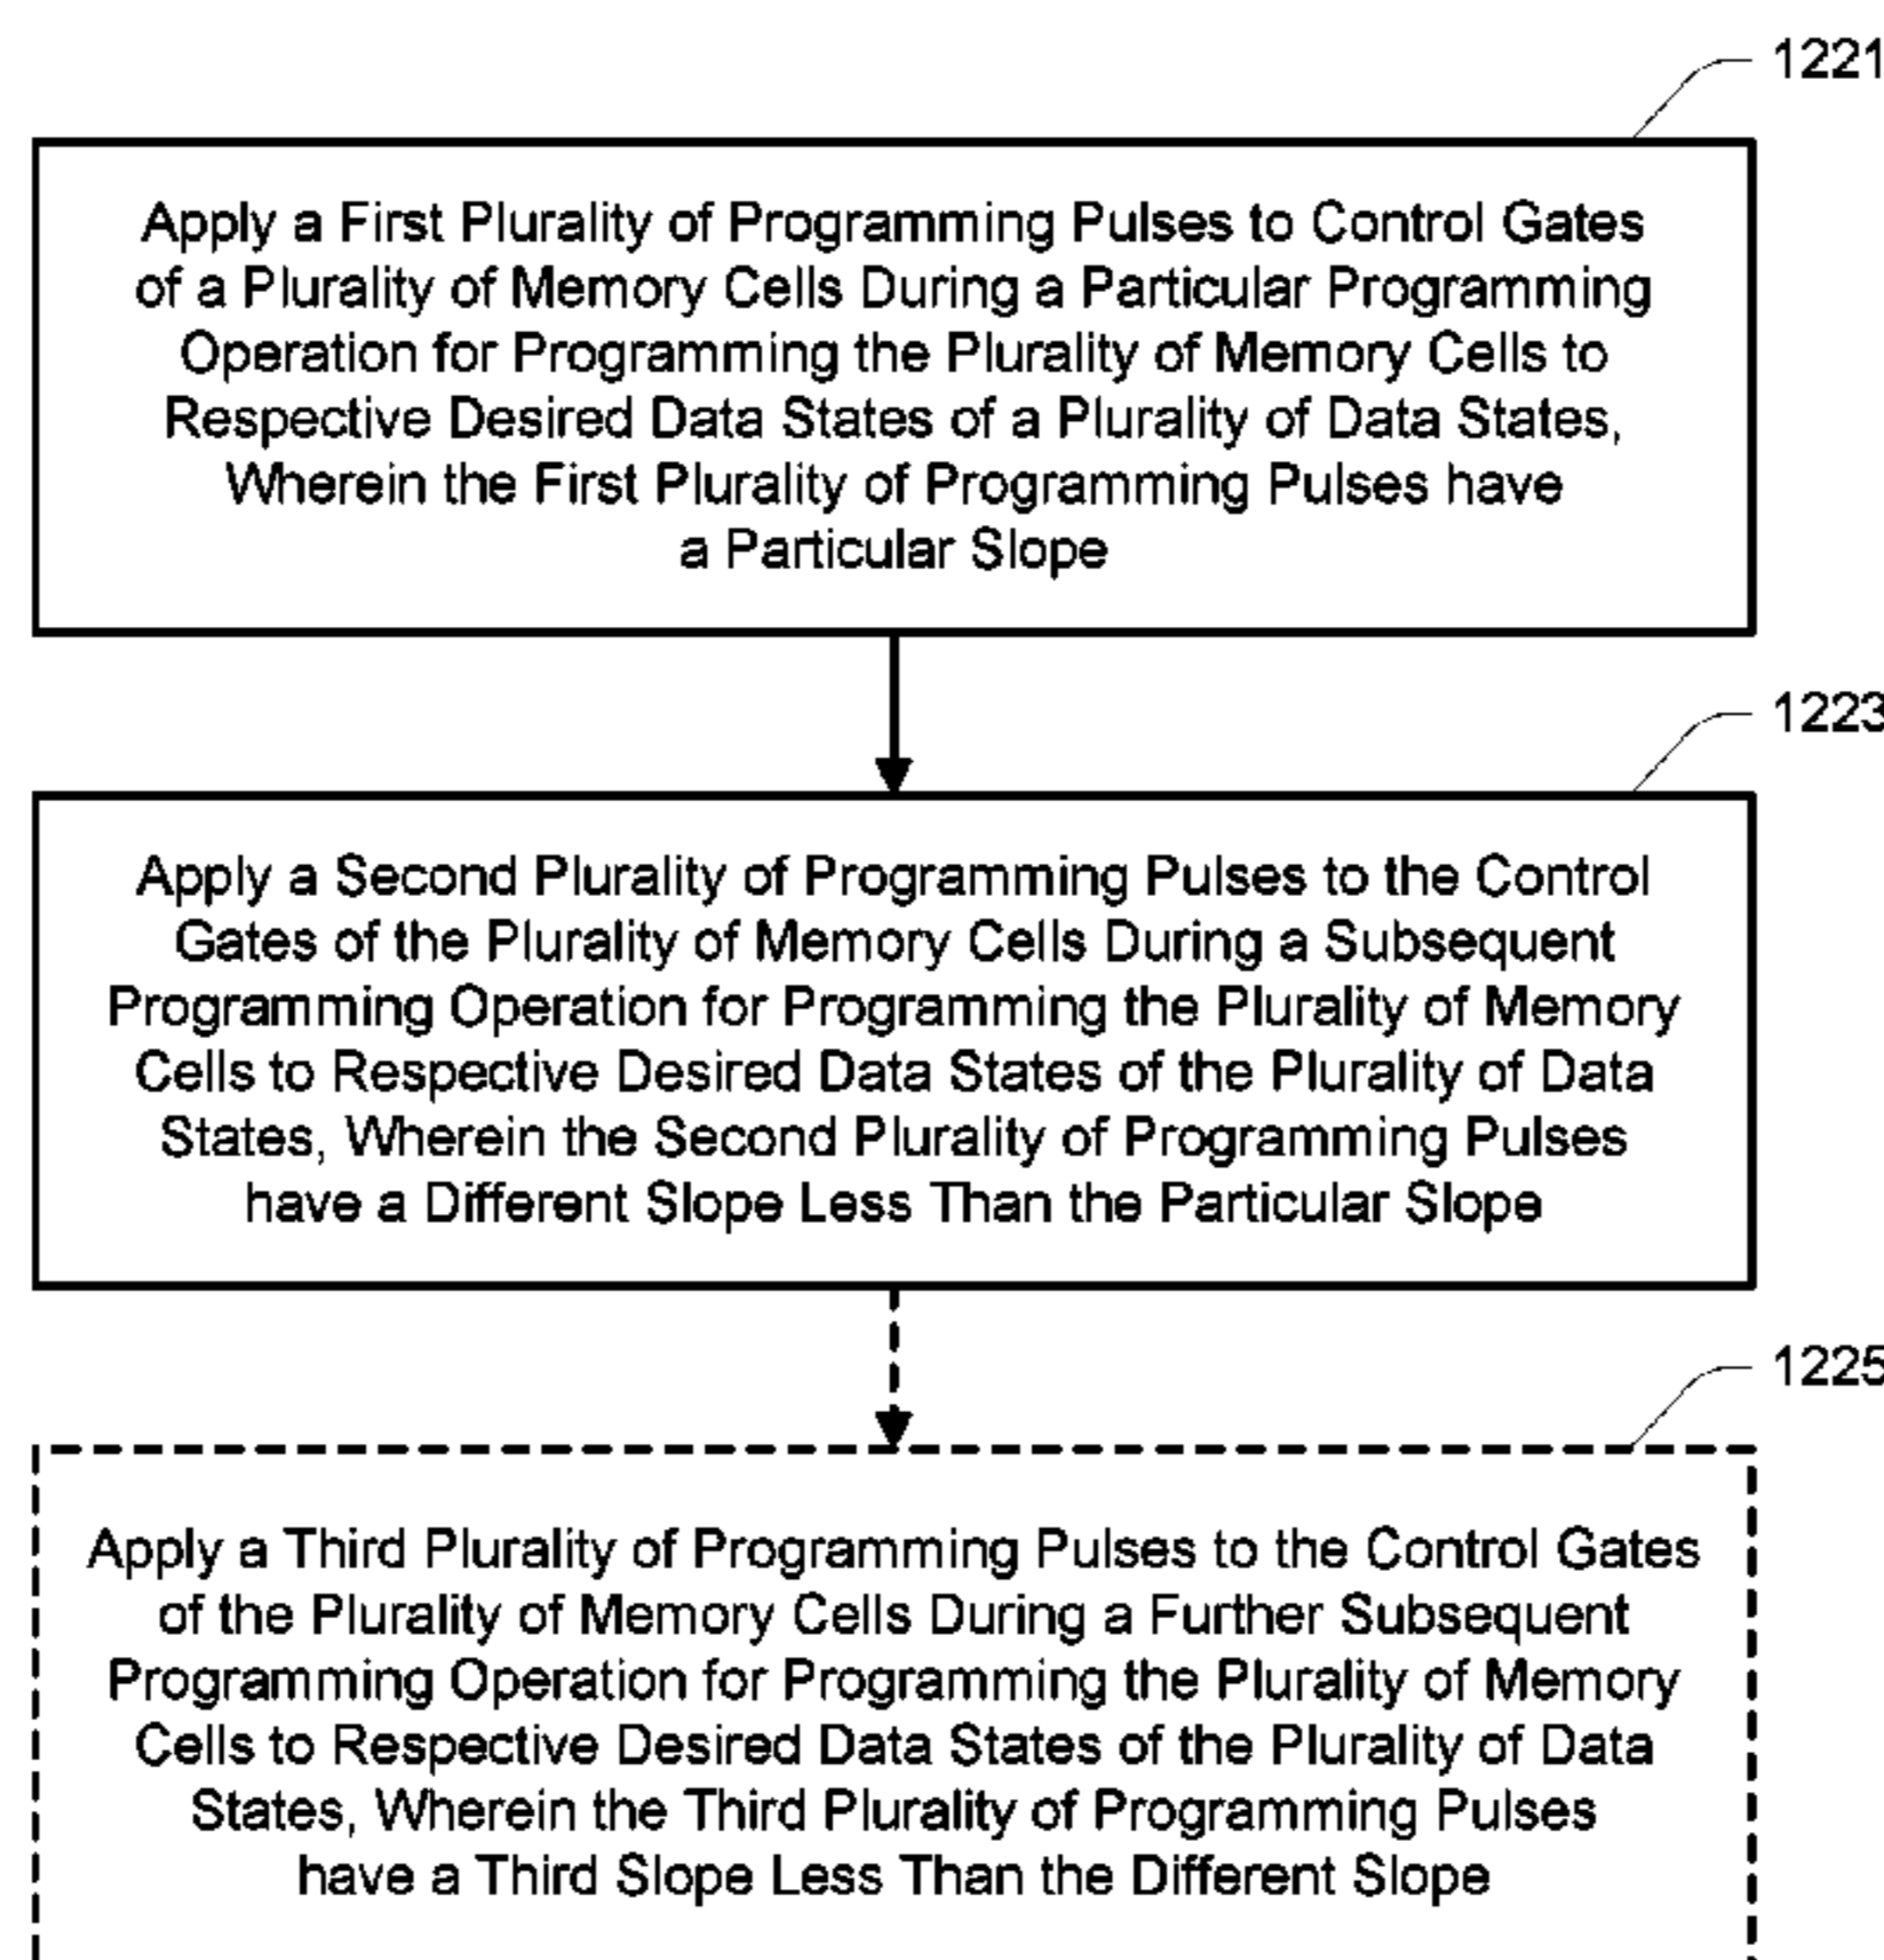 1221
Apply a First Plurality of Programming Pulses to Control Gates
of a Plurality of Memory Cells During a Particular Programming
Operation for Programming the Plurality of Memory Cells to
Respective Desired Data States of a Plurality of Data States,
Wherein the First Plurality of Programming Pulses have
a Particular Slope
1223
Apply a Second Plurality of Programming Pulses to the Control
Gates of the Plurality of Memory Cells During a Subsequent
Programming Operation for Programming the Plurality of Memory
Cells to Respective Desired Data States of the Plurality of Data
States, Wherein the Second Plurality of Programming Pulses
have a Different Slope Less Than the Particular Slope
1225
Apply a Third Plurality of Programming Pulses to the Control Gates
of the Plurality of Memory Cells During a Further Subsequent
Programming Operation for Programming the Plurality of Memory
Cells to Respective Desired Data States of the Plurality of Data
States, Wherein the Third Plurality of Programming Pulses
have a Third Slope Less Than the Different Slope